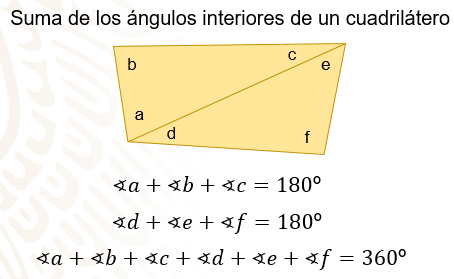 Suma de los ángulos interiores de un cuadrilátero
b
c
e
a
d
f
∢a + ∢b + ∢c = 180°
∢d + ∢e + ∢f = 180°
∢a + ∢b + ∢c + ∢d + ∢e + ∢f = 360°